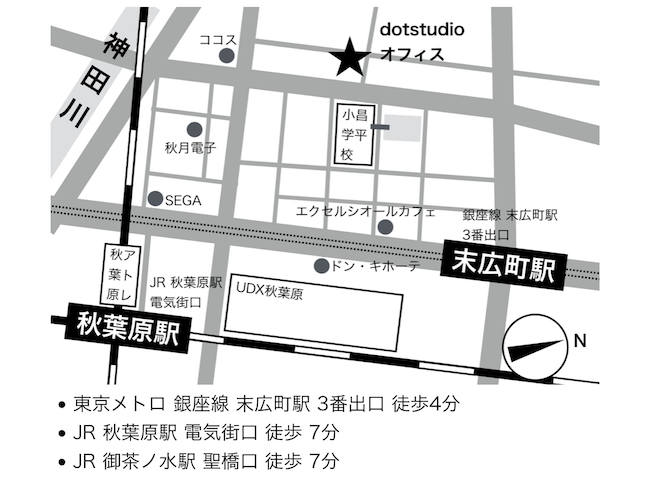 神田川
ココス
dotstudio
オフィス
小昌
学平
校
秋月電子
SEGA
エクセルシオールカフェ
銀座線 末広町駅
3番出口
末広町駅
ドン・キホーテ
秋ア
葉ト
原レ
JR 秋葉原駅
電気街口
UDX秋葉原
秋葉原駅
N
• 東京メトロ 銀座線 末広町駅 3番出口 徒歩4分
• JR 秋葉原駅 電気街口 徒歩 7分
• JR 御茶ノ水駅 聖橋口 徒歩 7分